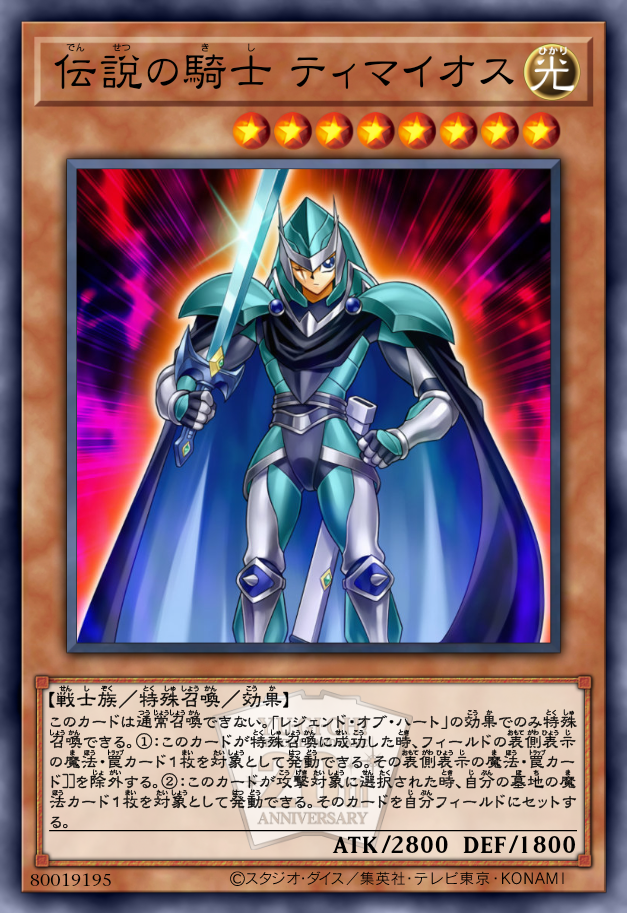 伝説の騎士 ティマイオス
光
【戦士族／特殊召喚／効果】
このカードは通常召喚できない。「レジェンド・オブ・ハート」の効果でのみ特殊
召喚できる。①：このカードが特殊召喚に成功した時、フィールドの表側表示
の魔法・罠カード１枚を対象として発動できる。その表側表示の魔法・罠カー
ド]]を除外する。②：このカードが攻撃対象に選択された時、自分の墓地の魔
法カード１枚を対象として発動できる。そのカードを自分フィールドにセットす
る。
ANNIVERSARY
ATK/2800 DEF/1800
80019195
©スタジオ・ダイス／集英社・テレビ東京・KONAMI